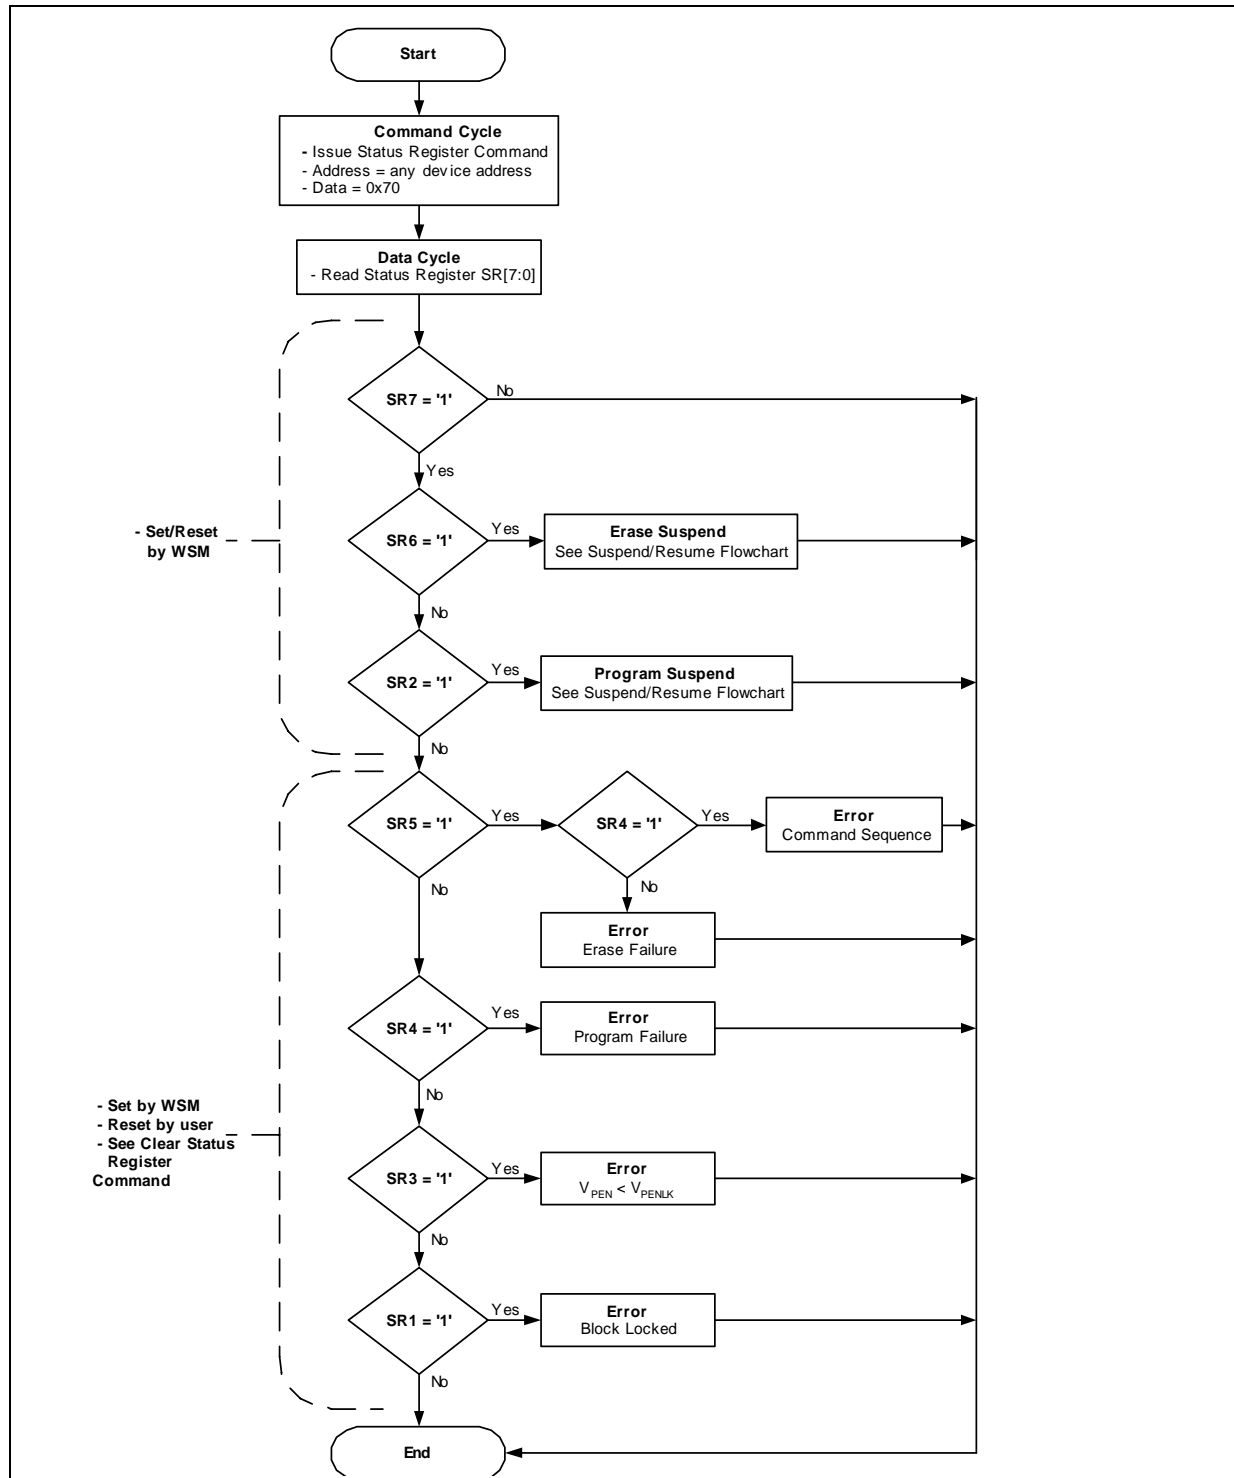 Start
Command Cycle
- Issue Status Register Command
- Address = any device address
- Data = 0x70
Data Cycle
- Read Status Register SR[7:0]
SR7 = '1'
No
Yes
- Set/Reset
by WSM
SR6 = '1'
Yes
Erase Suspend
See Suspend/Resume Flowchart
No
SR2 = '1'
Yes
Program Suspend
See Suspend/Resume Flowchart
No
SR5 = '1'
Yes
SR4 = '1'
Yes
Error
Command Sequence
No
No
Error
Erase Failure
SR4 = '1'
Yes
Error
Program Failure
No
- Set by WSM
- Reset by user
- See Clear Status
Register
Command
SR3 = '1'
Yes
Error
VPEN < VPENLK
No
SR1 = '1'
Yes
Error
Block Locked
No
End